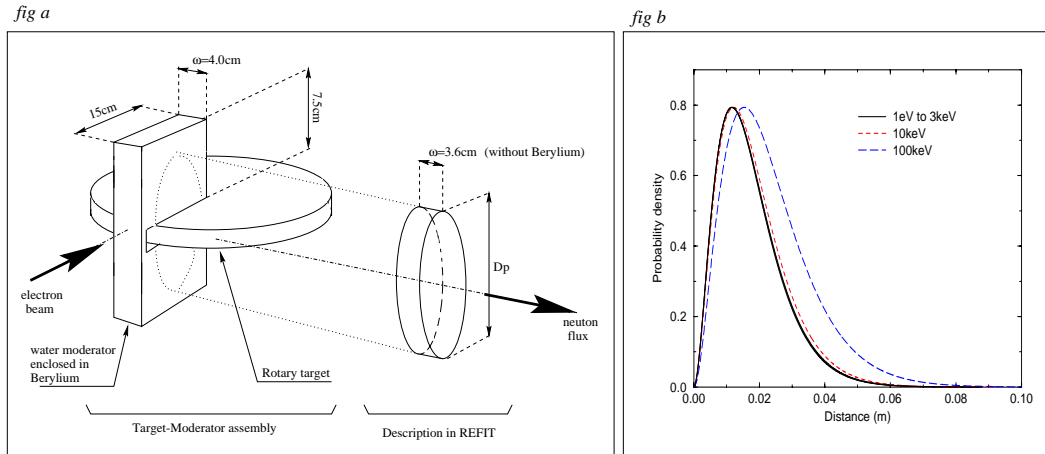 fig a
ω=4.0cm
15cm
7.5cm
ω=3.6cm (without Berylium)
Dp
electron
beam
neuton
flux
water moderator
enclosed in
Berylium
Rotary target
Target-Moderator assembly
Description in REFIT
fig b
Probability density
0.8
0.6
0.4
0.2
0.0
1eV to 3keV
10keV
100keV
0.00
0.02
0.04
0.06
0.08
0.10
Distance (m)